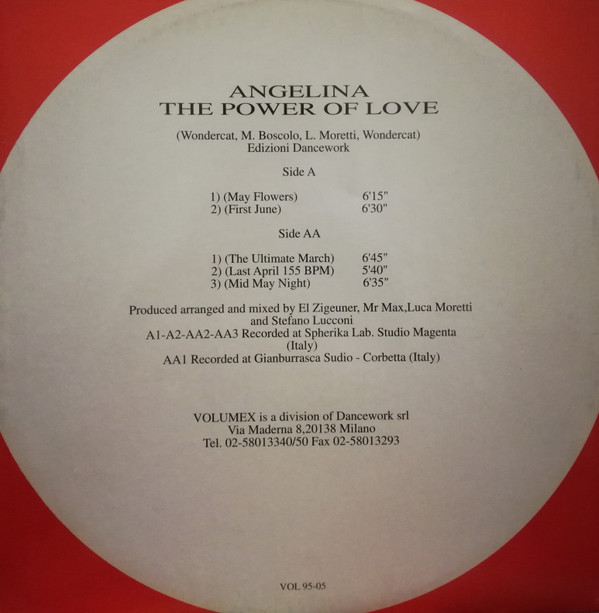 ANGELINA
THE POWER OF LOVE
(Wondercat, M. Boscolo, L. Moretti, Wondercat)
Edizioni Dancework
Side A
1) (May Flowers) 6'15"
2) (First June) 6'30"
Side AA
1) (The Ultimate March) 6'45"
2) (Last April 155 BPM) 5'40"
3) (Mid May Night) 6'35"
Produced arranged and mixed by El Zigeuner, Mr Max,Luca Moretti
and Stefano Lucconi
A1-A2-AA2-AA3 Recorded at Spherika Lab. Studio Magenta
(Italy)
AA1 Recorded at Gianburrasca Sudio - Corbetta (Italy)
VOLUMEX is a division of Dancework srl
Via Maderna 8,20138 Milano
Tel. 02-58013340/50 Fax 02-58013293
VOL 95-05